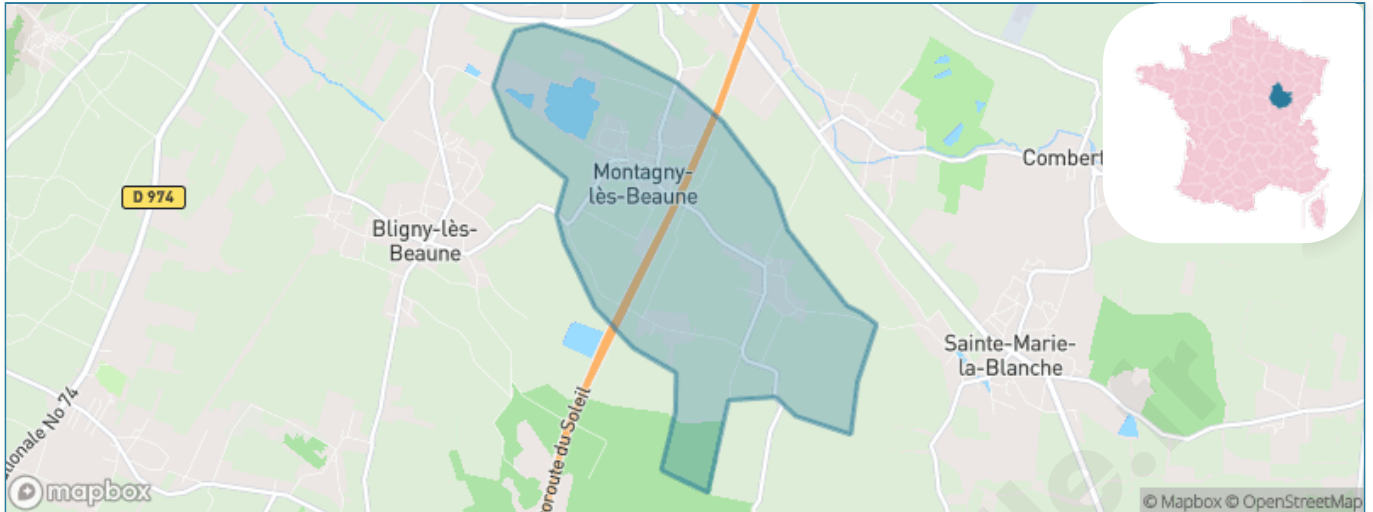 Montagny-
lès-Beaune
Combert
D 974
Bligny-lès-
Beaune
Sainte-Marie-
la-Blanche
ationale No 74
oroute du Soleil
mapbox
© Mapbox © OpenStreetMap